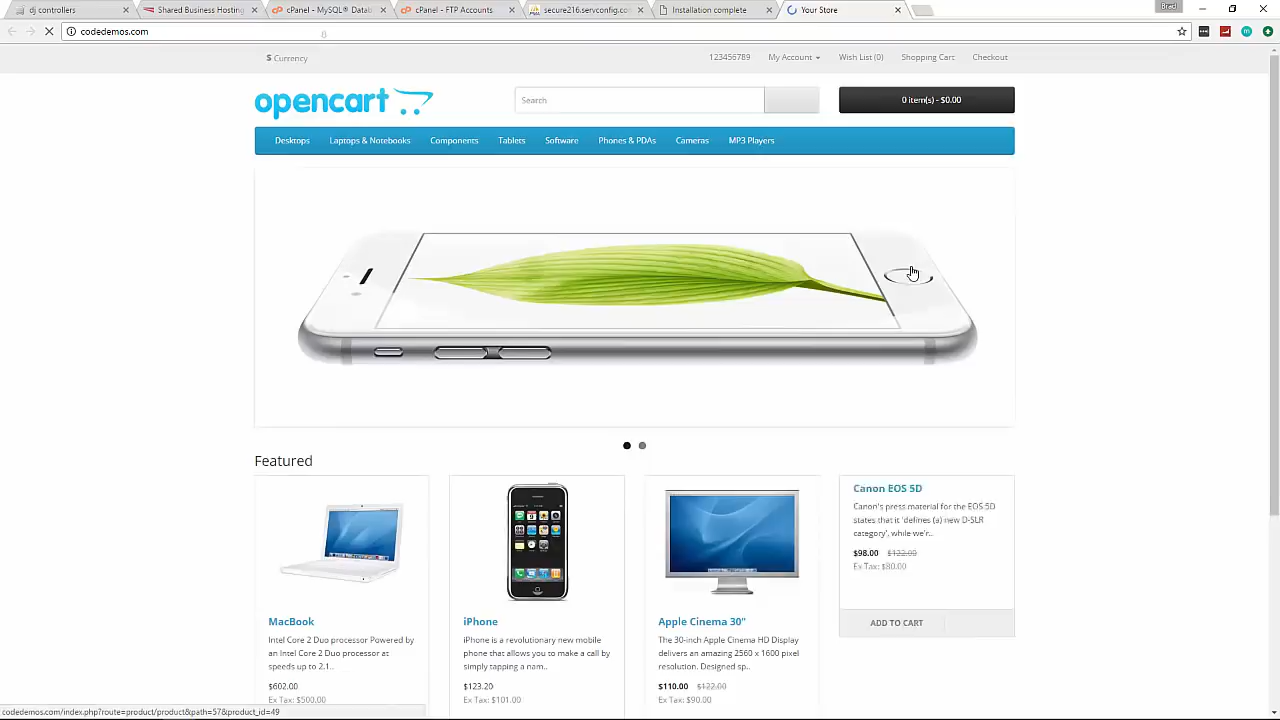 dj controllers
Shared Business Hosting
cPanel - MySQL® Datab
cPanel - FTP Accounts
secure216.servconfig.co
Installation complete
Your Store
Brad
codedemos.com
$ Currency
123456789
My Account
Wish List (0)
Shopping Cart
Checkout
opencart
Search
0 item(s) - $0.00
Desktops
Laptops & Notebooks
Components
Tablets
Software
Phones & PDAs
Cameras
MP3 Players
Featured
MacBook
Intel Core 2 Duo processor Powered by
an Intel Core 2 Duo processor at
speeds up to 2.1..
$602.00
Ex Tax: $500.00
iPhone
iPhone is a revolutionary new mobile
phone that allows you to make a call by
simply tapping a nam..
$123.20
Ex Tax: $101.00
Apple Cinema 30"
The 30-inch Apple Cinema HD Display
delivers an amazing 2560 x 1600 pixel
resolution. Designed sp..
$110.00 $122.00
Ex Tax: $90.00
Canon EOS 5D
Canon's press material for the EOS 5D
states that it 'defines (a) new D-SLR
category', while we'r..
$98.00 $122.00
Ex Tax: $80.00
ADD TO CART
codedemos.com/index.php?route=product/product&path=57&product_id=49